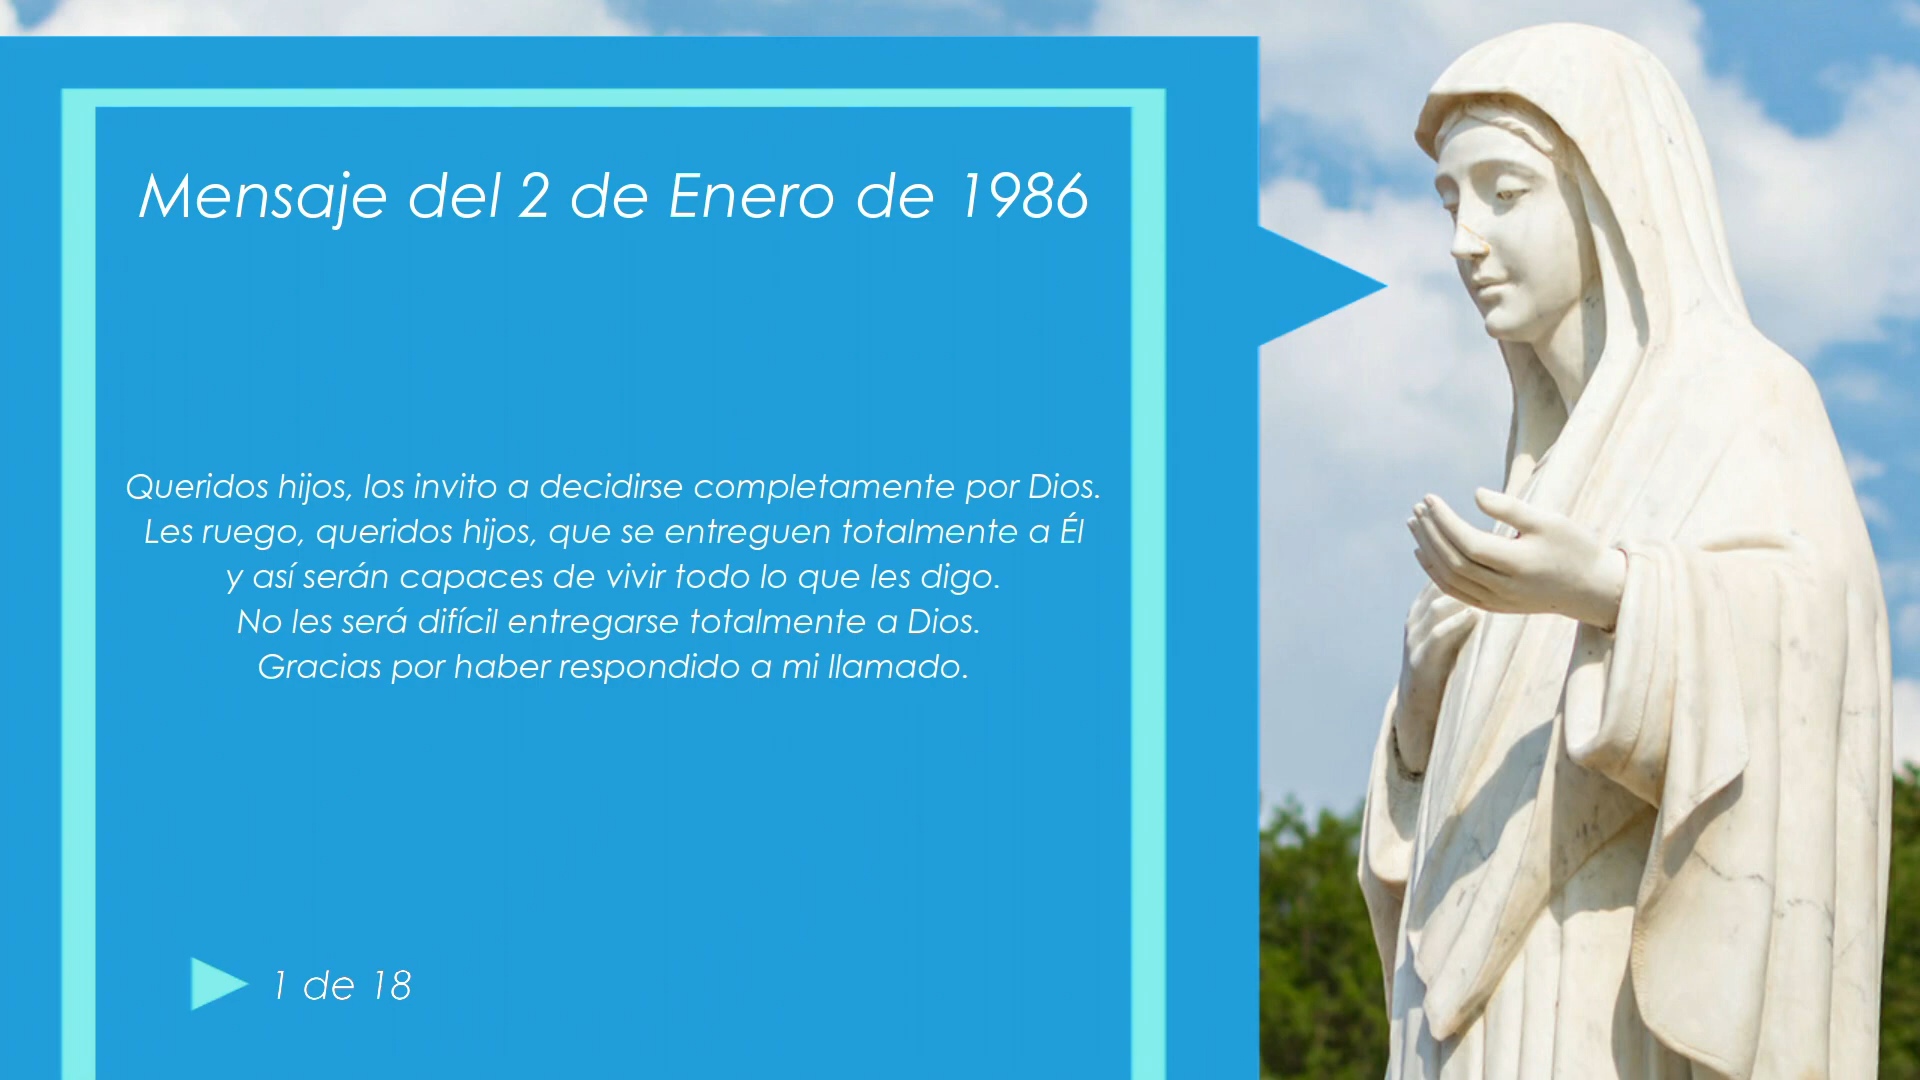 Mensaje del 2 de Enero de 1986
Queridos hijos, los invito a decidirse completamente por Dios.
Les ruego, queridos hijos, que se entreguen totalmente a Él
y así serán capaces de vivir todo lo que les digo.
No les será difícil entregarse totalmente a Dios.
Gracias por haber respondido a mi llamado.
1 de 18